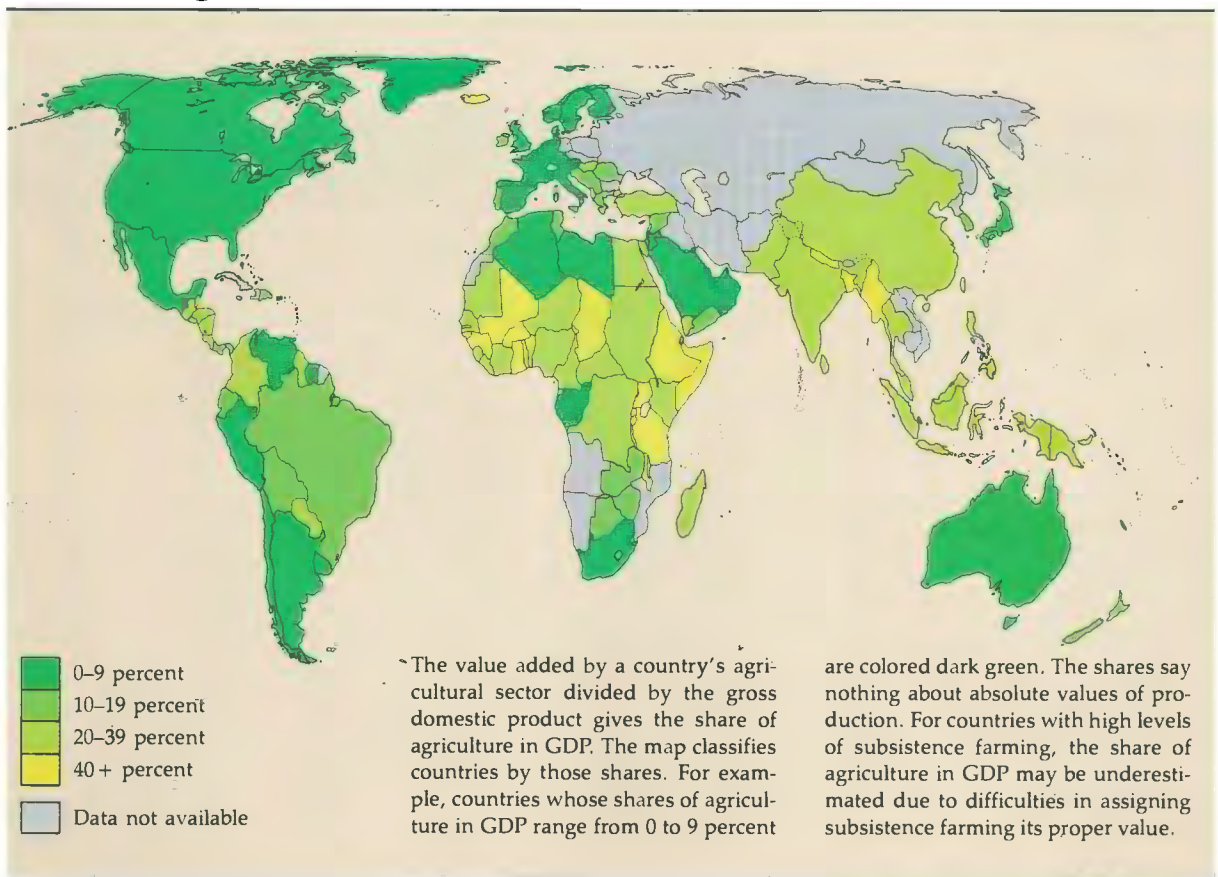 0–9 percent
10–19 percent
20–39 percent
40+ percent
Data not available
The value added by a country's agri-
cultural sector divided by the gross
domestic product gives the share of
agriculture in GDP. The map classifies
countries by those shares. For exam-
ple, countries whose shares of agricul-
ture in GDP range from 0 to 9 percent
are colored dark green. The shares say
nothing about absolute values of pro-
duction. For countries with high levels
of subsistence farming, the share of
agriculture in GDP may be underesti-
mated due to difficulties in assigning
subsistence farming its proper value.